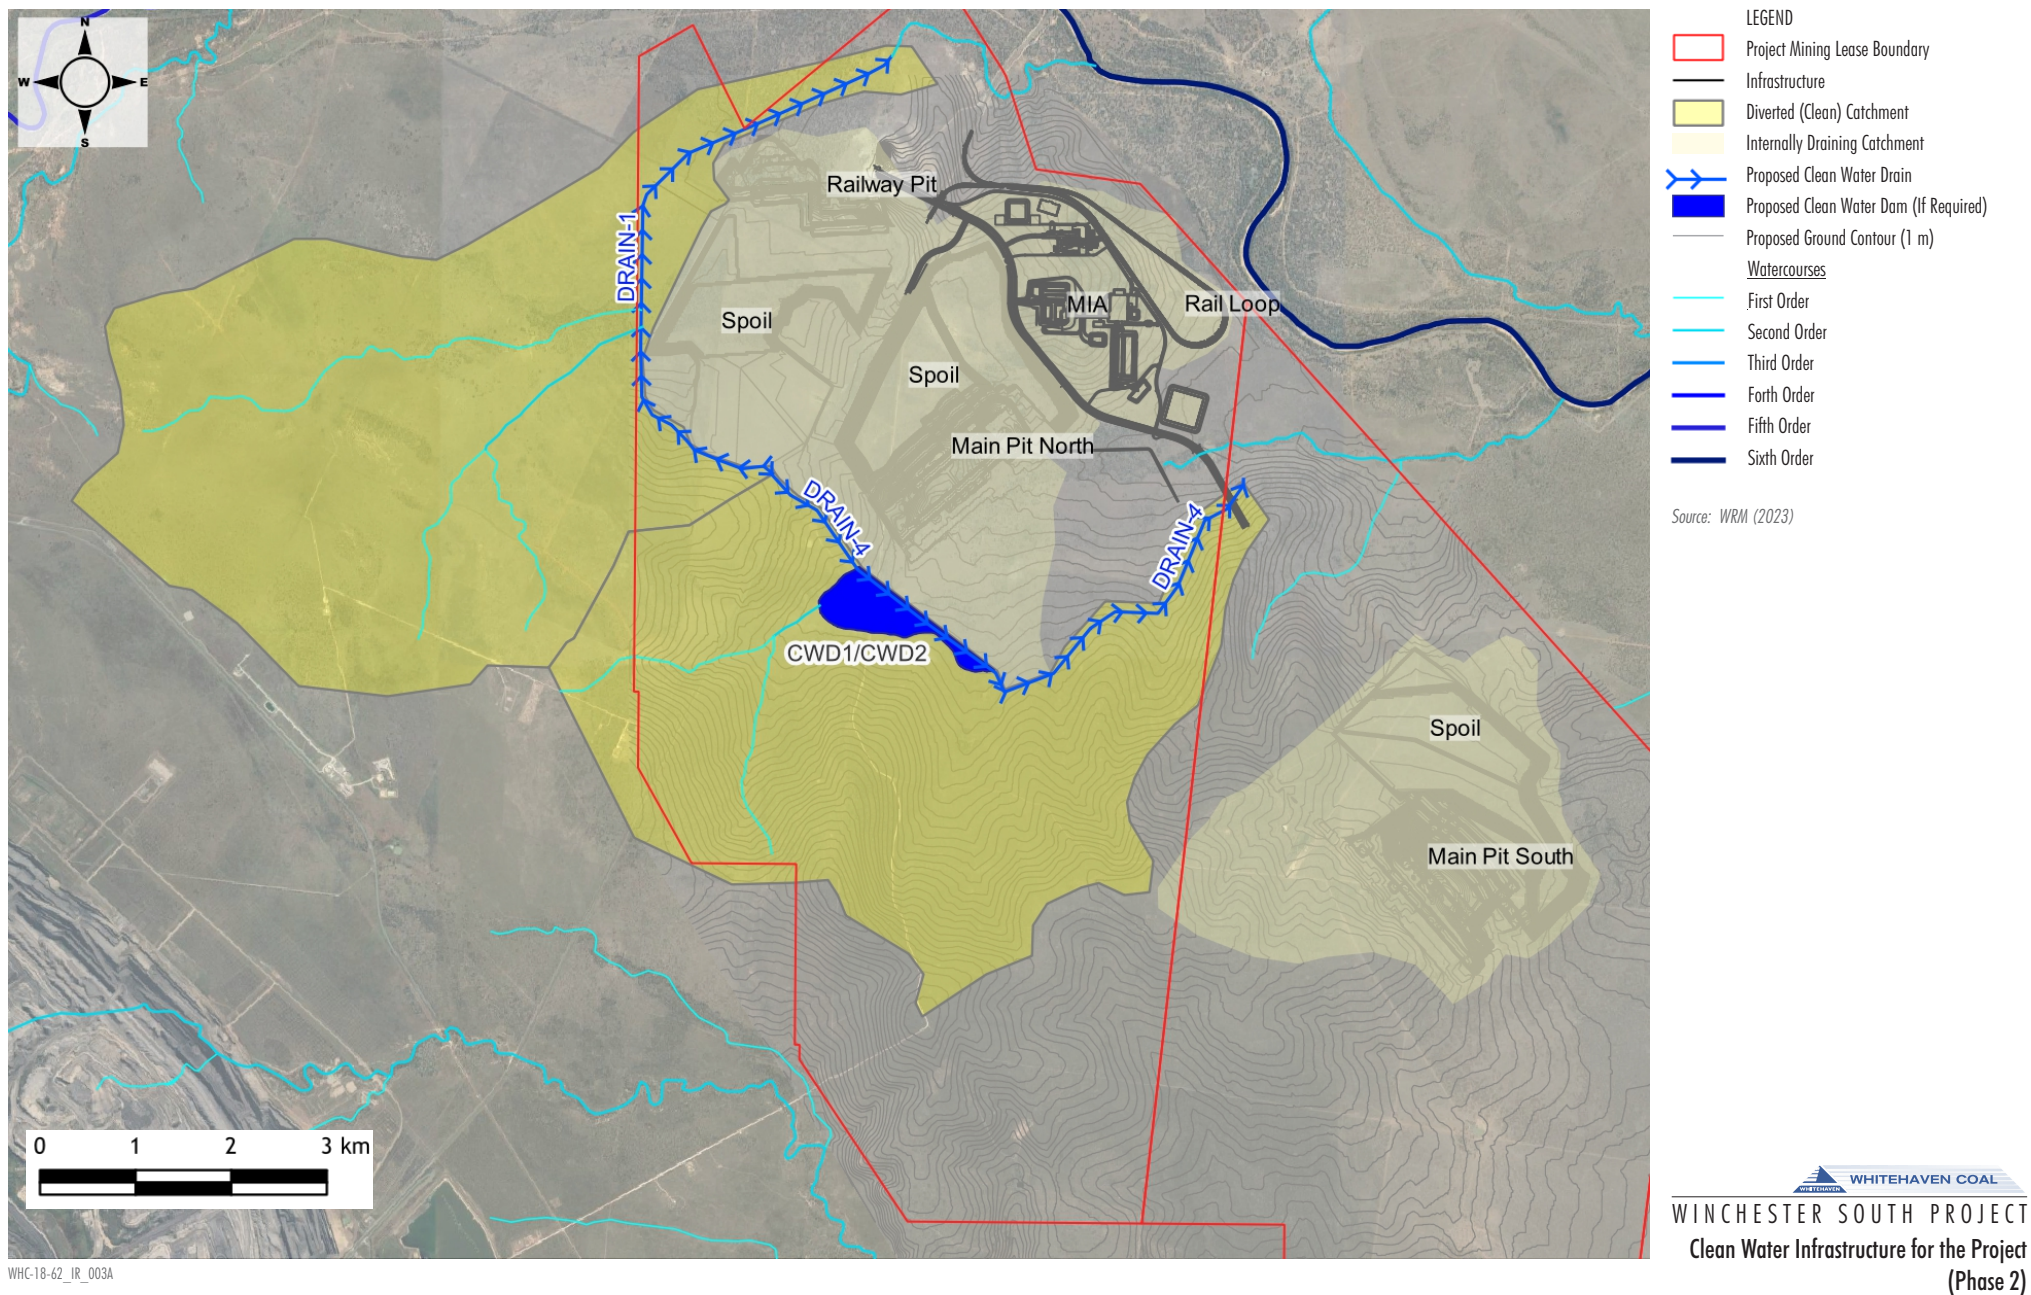 N
W
E
S
Railway Pit
DRAIN-1
Spoil
MIA
Rail Loop
Spoil
Main Pit North
DRAIN-4
DRAIN-4
CWD1/CWD2
Spoil
Main Pit South
0 1 2 3 km
WHC-18-62_IR_003A
LEGEND
Project Mining Lease Boundary
Infrastructure
Diverted (Clean) Catchment
Internally Draining Catchment
Proposed Clean Water Drain
Proposed Clean Water Dam (If Required)
Proposed Ground Contour (1 m)
Watercourses
First Order
Second Order
Third Order
Forth Order
Fifth Order
Sixth Order
Source: WRM (2023)
WHITEHAVEN
WHITEHAVEN COAL
WINCHESTER SOUTH PROJECT
Clean Water Infrastructure for the Project
(Phase 2)